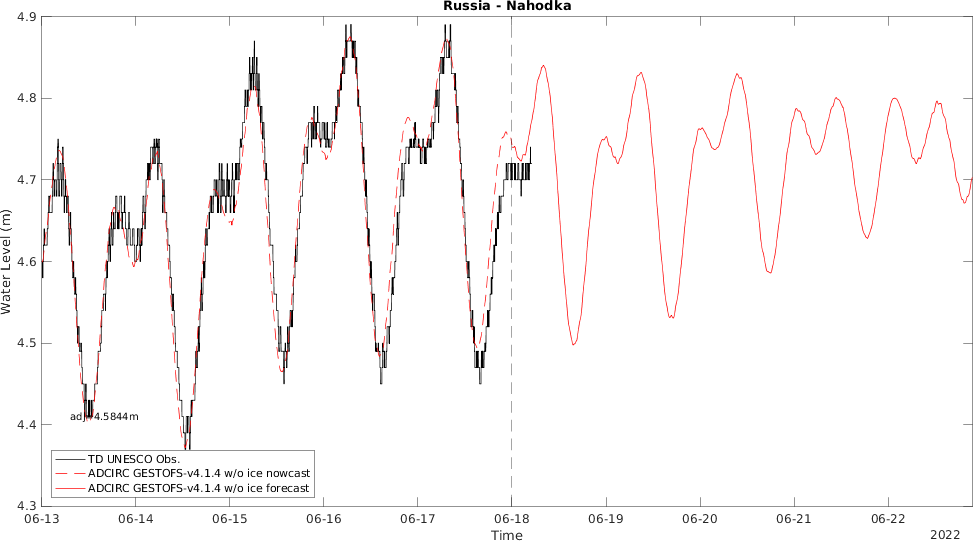 Russia - Nahodka
4.9
4.8
4.7
4.6
4.5
4.4
4.3
Water Level (m)
4.5844m
TD UNESCO Obs.
ADCIRC GESTOFS-v4.1.4 w/o ice nowcast
ADCIRC GESTOFS-v4.1.4 w/o ice forecast
06-13 06-14 06-15 06-16 06-17 06-18 06-19 06-20 06-21 06-22
Time
2022